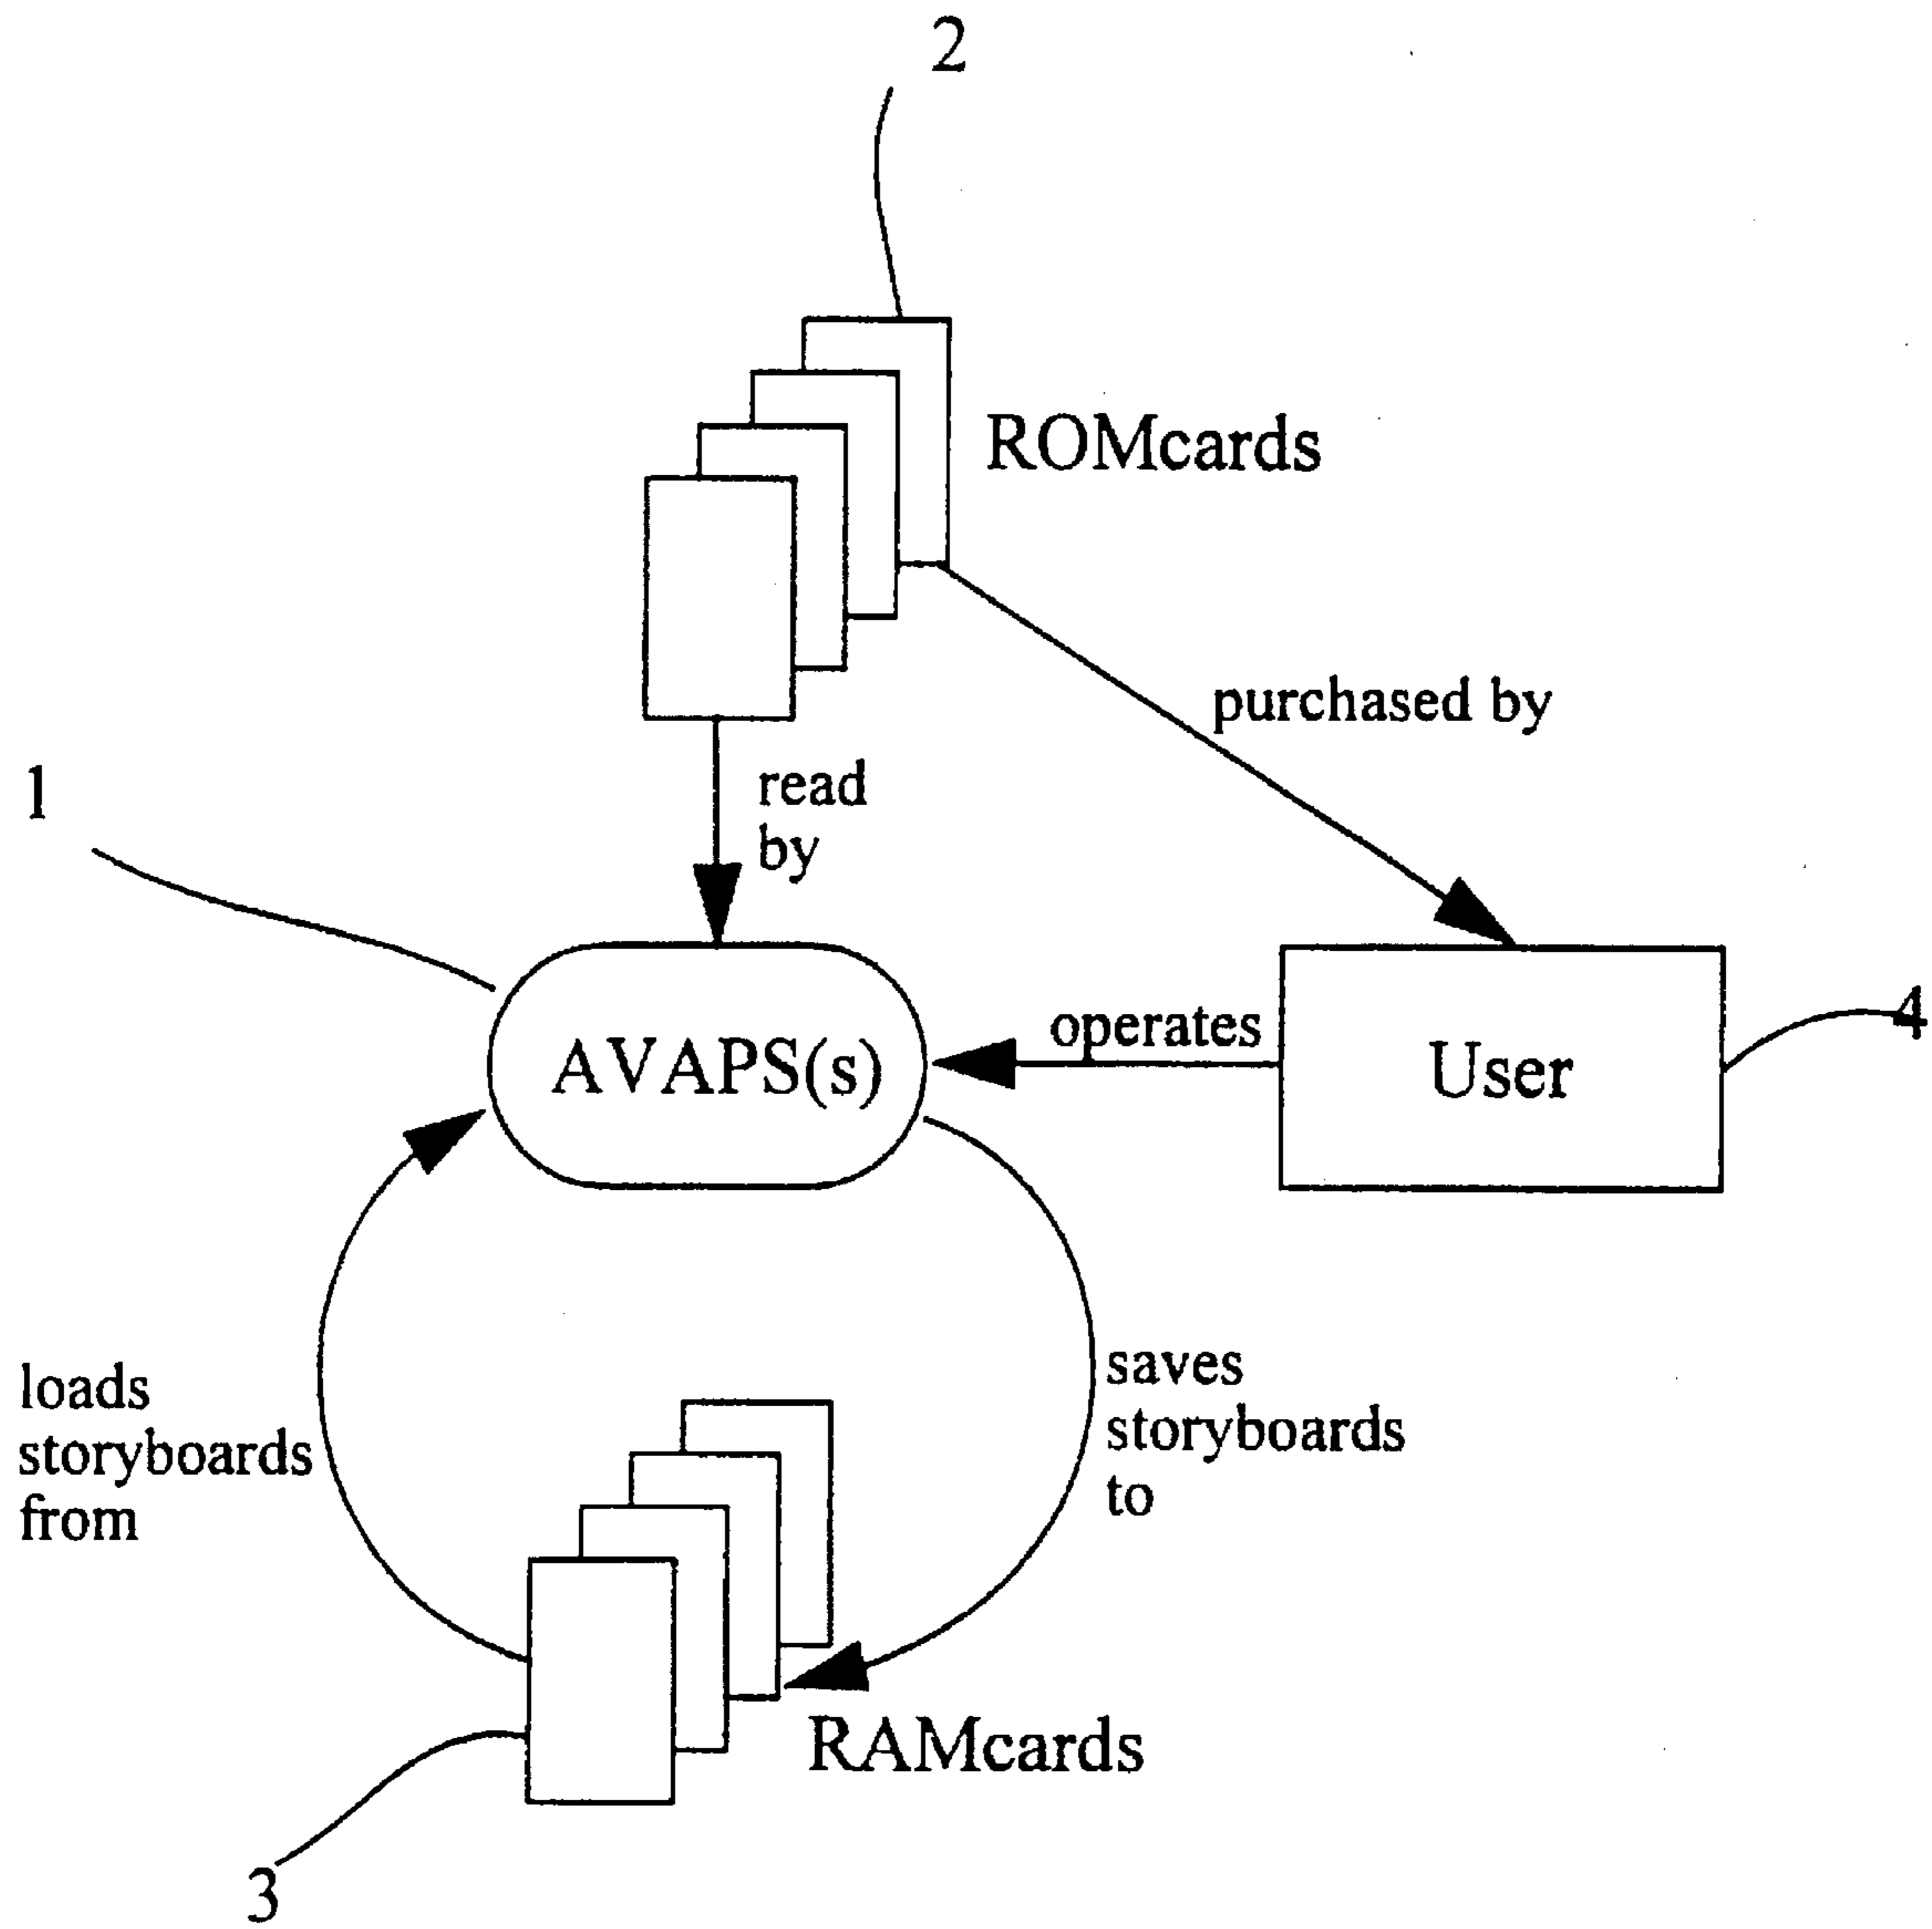 2
ROMcards
purchased by
1
read
by
4
operates
AVAPS(s)
User
loads
storyboards
from
saves
storyboards
to
RAMcards
3